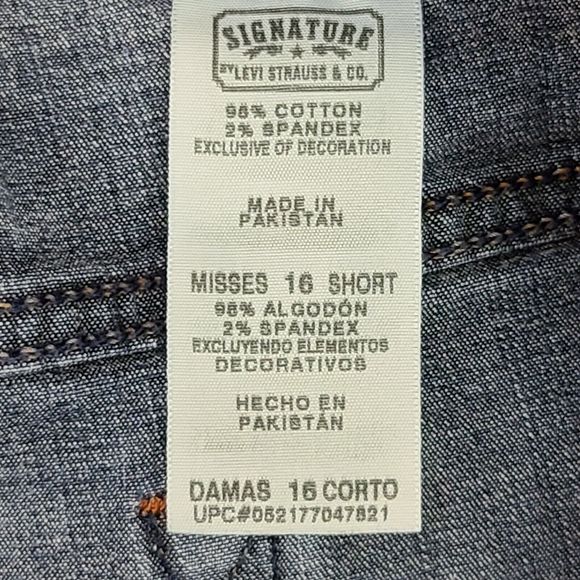 SIGNATURE
BY LEVI STRAUSS & CO.
98% COTTON
2% SPANDEX
EXCLUSIVE OF DECORATION
MADE IN
PAKISTAN
MISSES 16 SHORT
98% ALGODÓN
2% SPANDEX
EXCLUYENDO ELEMENTOS
DECORATIVOS
HECHO EN
PAKISTÁN
DAMAS 16 CORTO
UPC#052177047821